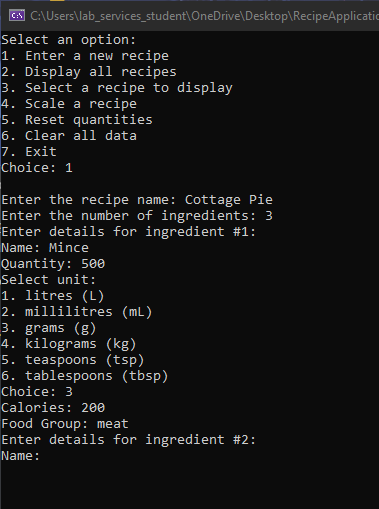 C:\Users\lab_services_student\OneDrive\Desktop\RecipeApplicatio
Select an option:
1. Enter a new recipe
2. Display all recipes
3. Select a recipe to display
4. Scale a recipe
5. Reset quantities
6. Clear all data
7. Exit
Choice: 1
Enter the recipe name: Cottage Pie
Enter the number of ingredients: 3
Enter details for ingredient #1:
Name: Mince
Quantity: 500
Select unit:
1. litres (L)
2. millilitres (mL)
3. grams (g)
4. kilograms (kg)
5. teaspoons (tsp)
6. tablespoons (tbsp)
Choice: 3
Calories: 200
Food Group: meat
Enter details for ingredient #2:
Name: